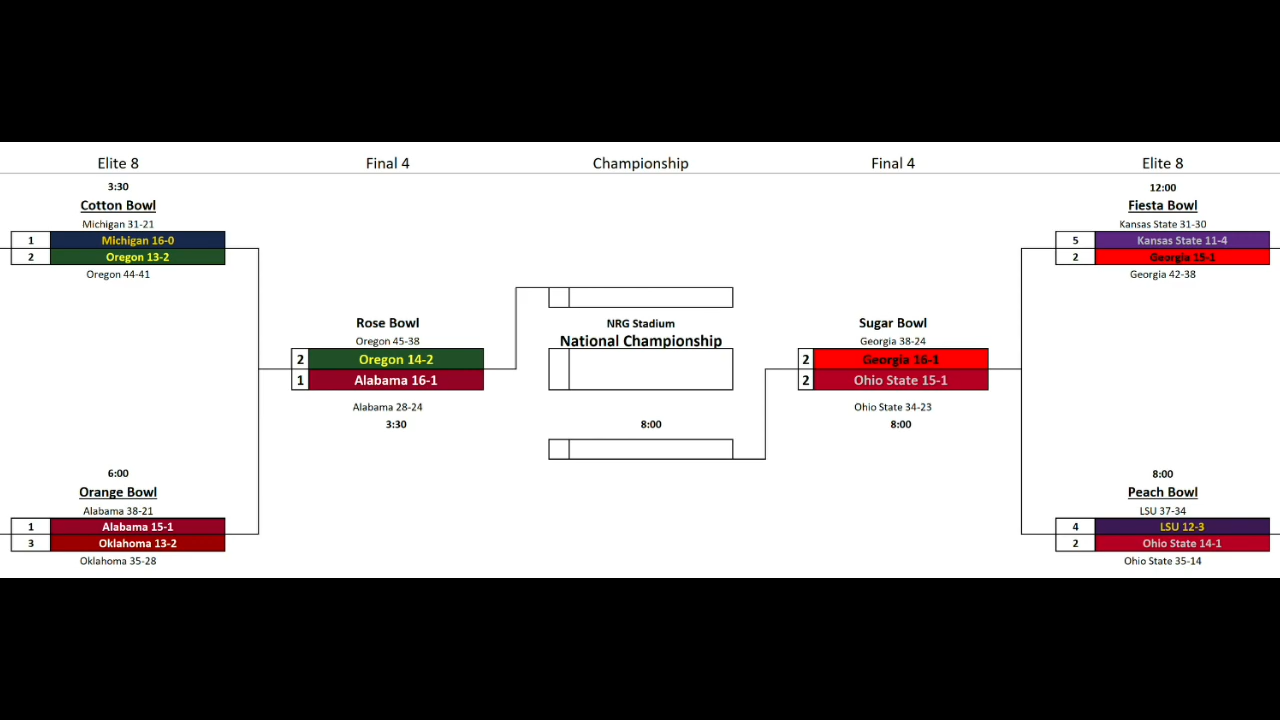 Elite 8
Final 4
Championship
Final 4
Elite 8
3:30
Cotton Bowl
Michigan 31-21
1 Michigan 16-0
2 Oregon 13-2
Oregon 44-41
6:00
Orange Bowl
Alabama 38-21
1 Alabama 15-1
3 Oklahoma 13-2
Oklahoma 35-28
Rose Bowl
Oregon 45-38
2 Oregon 14-2
1 Alabama 16-1
Alabama 28-24
3:30
NRG Stadium
National Championship
8:00
Sugar Bowl
Georgia 38-24
2 Georgia 16-1
2 Ohio State 15-1
Ohio State 34-23
8:00
12:00
Fiesta Bowl
Kansas State 31-30
5 Kansas State 11-4
2 Georgia 15-1
Georgia 42-38
8:00
Peach Bowl
LSU 37-34
4 LSU 12-3
2 Ohio State 14-1
Ohio State 35-14